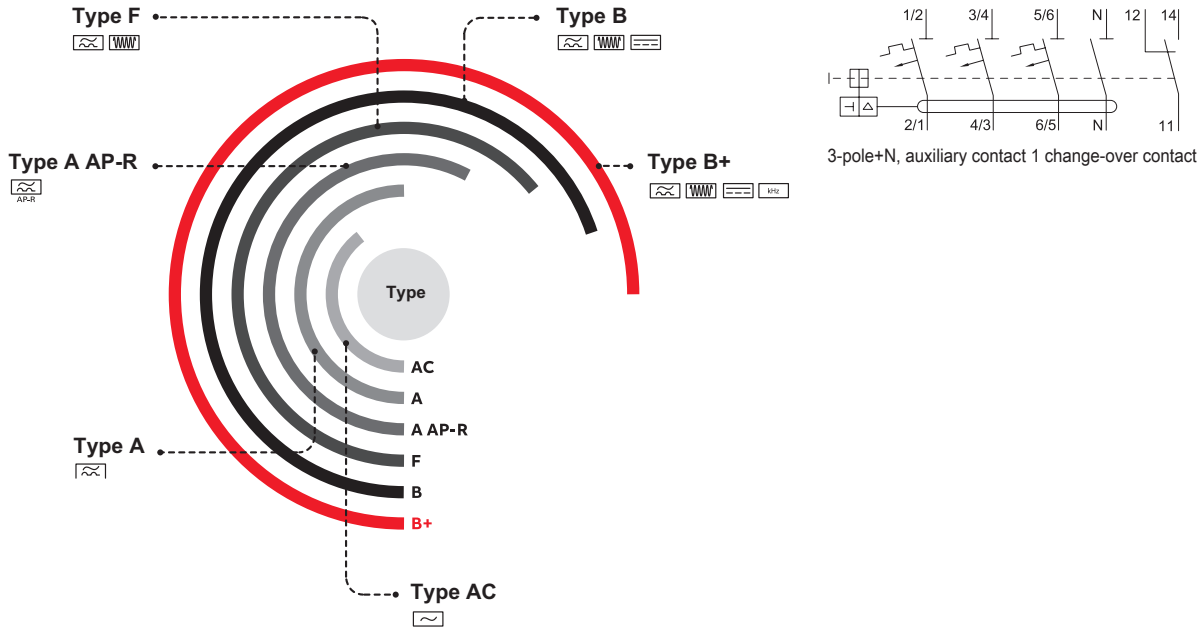 Type F
Type B
Type A AP-R
AP-R
Type B+
kHz
Type
AC
A
A AP-R
F
B
B+
Type A
Type AC
1/2 3/4 5/6 N 12 14
2/1 4/3 6/5 N 11
3-pole+N, auxiliary contact 1 change-over contact